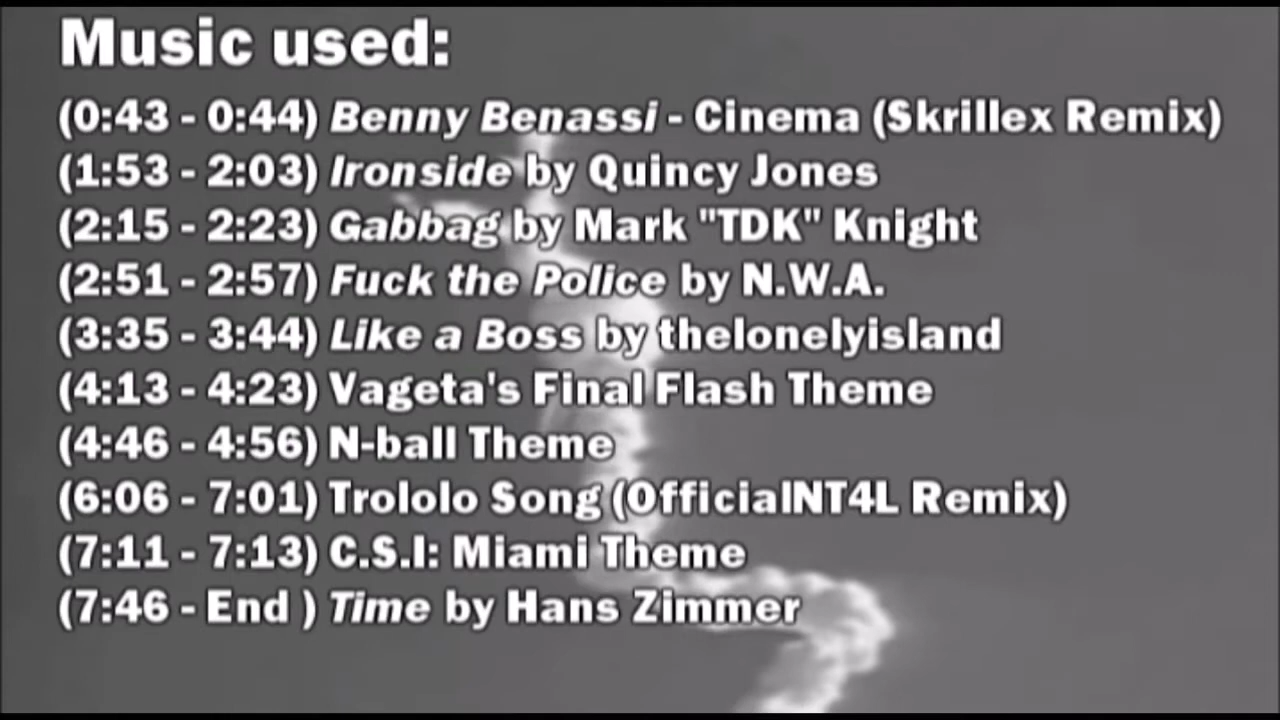 Music used:
(0:43 - 0:44) Benny Benassi - Cinema (Skrillex Remix)
(1:53 - 2:03) Ironside by Quincy Jones
(2:15 - 2:23) Gabbag by Mark "TDK" Knight
(2:51 - 2:57) Fuck the Police by N.W.A.
(3:35 - 3:44) Like a Boss by thelonelyisland
(4:13 - 4:23) Vageta's Final Flash Theme
(4:46 - 4:56) N-ball Theme
(6:06 - 7:01) Trololo Song (OfficialNT4L Remix)
(7:11 - 7:13) C.S.I: Miami Theme
(7:46 - End ) Time by Hans Zimmer